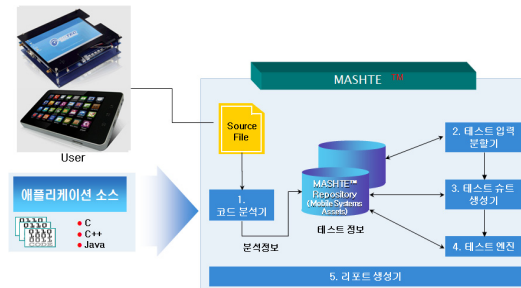 MASHTE ™
User
Source
File
애플리케이션 소스
C
C++
Java
1.
코드 분석기
분석정보
MASHTE™
Repository
(Mobile Systems
Assets)
테스트 정보
2. 테스트 입력
분할기
3. 테스트 슈트
생성기
4. 테스트 엔진
5. 리포트 생성기